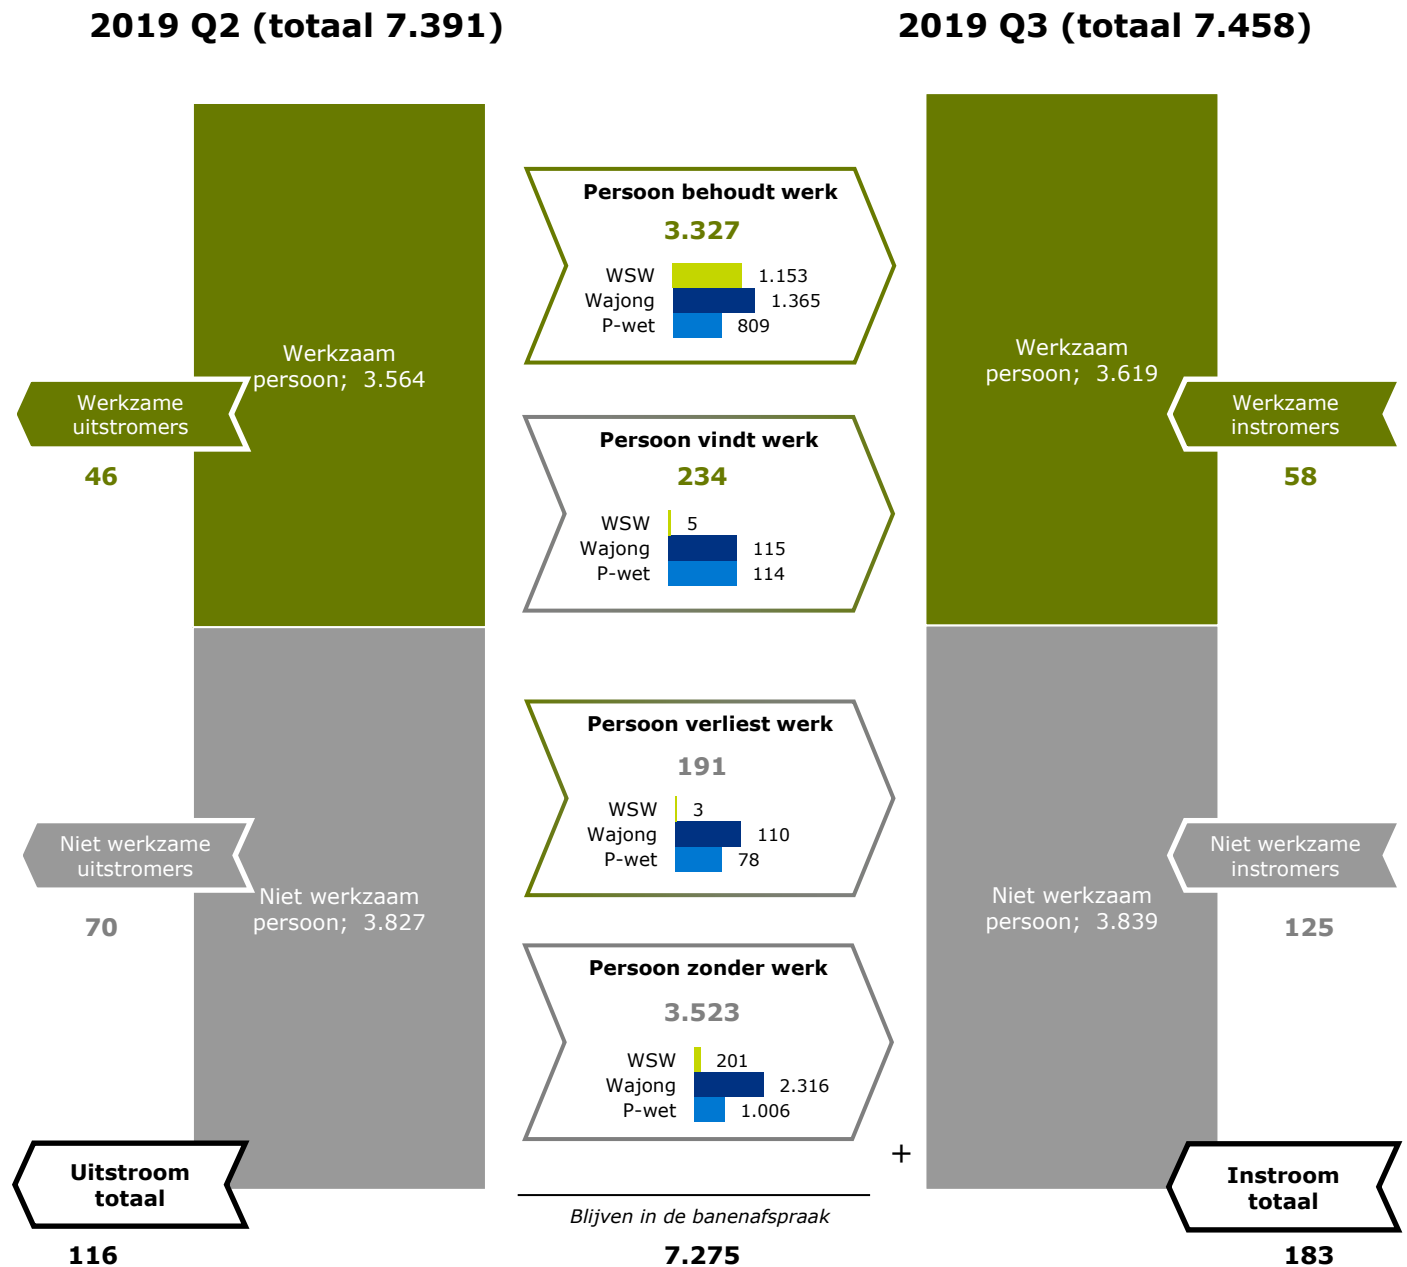 2019 Q2 (totaal 7.391)
2019 Q3 (totaal 7.458)
Werkzaam
persoon; 3.564
Werkzame
uitstromers
46
Niet werkzame
uitstromers
70
Niet werkzaam
persoon; 3.827
Uitstroom
totaal
116
Persoon behoudt werk
3.327
WSW 1.153
Wajong 1.365
P-wet 809
Persoon vindt werk
234
WSW 5
Wajong 115
P-wet 114
Persoon verliest werk
191
WSW 3
Wajong 110
P-wet 78
Persoon zonder werk
3.523
WSW 201
Wajong 2.316
P-wet 1.006
+
Blijven in de banenafspraak
7.275
Werkzaam
persoon; 3.619
Werkzame
instromers
58
Niet werkzame
instromers
125
Niet werkzaam
persoon; 3.839
Instroom
totaal
183